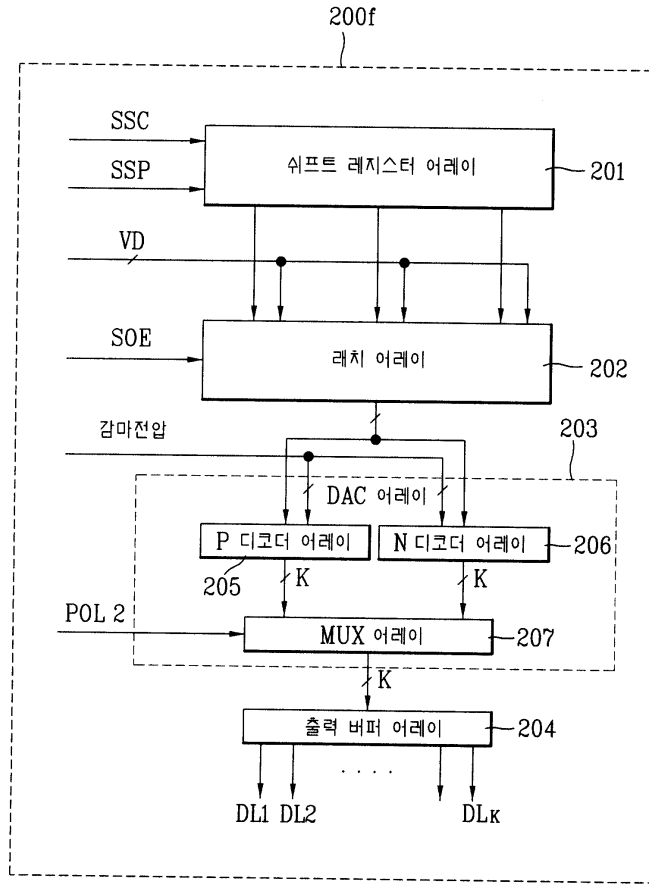 200f
SSC
쉬프트 레지스터 어레이
201
SSP
VD
SOE
래치 어레이
202
감마전압
203
DAC 어레이
P 디코더 어레이
N 디코더 어레이
206
205
K
K
POL 2
MUX 어레이
207
K
출력 버퍼 어레이
204
....
DL1 DL2 DLK